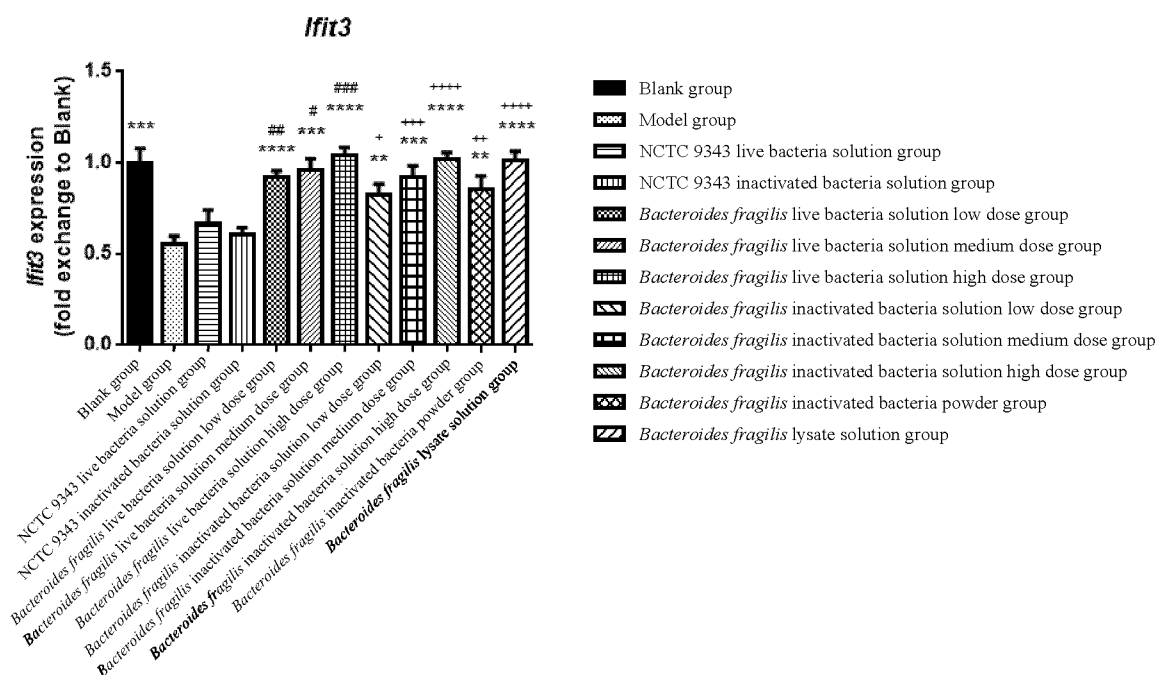 Ifit3
Ifit3 expression
(fold exchange to Blank)
1.5
1.0
0.5
0.0
***
##
****
#
***
###
****
+
**
+++
***
++++
****
++
**
++++
****
Blank group
Model group
NCTC 9343 live bacteria solution group
NCTC 9343 inactivated bacteria solution group
Bacteroides fragilis live bacteria solution low dose group
Bacteroides fragilis live bacteria solution medium dose group
Bacteroides fragilis live bacteria solution high dose group
Bacteroides fragilis inactivated bacteria solution low dose group
Bacteroides fragilis inactivated bacteria solution medium dose group
Bacteroides fragilis inactivated bacteria solution high dose group
Bacteroides fragilis inactivated bacteria powder group
Bacteroides fragilis lysate solution group
Blank group
Model group
NCTC 9343 live bacteria solution group
NCTC 9343 inactivated bacteria solution group
Bacteroides fragilis live bacteria solution low dose group
Bacteroides fragilis live bacteria solution medium dose group
Bacteroides fragilis live bacteria solution high dose group
Bacteroides fragilis inactivated bacteria solution low dose group
Bacteroides fragilis inactivated bacteria solution medium dose group
Bacteroides fragilis inactivated bacteria solution high dose group
Bacteroides fragilis inactivated bacteria powder group
Bacteroides fragilis lysate solution group